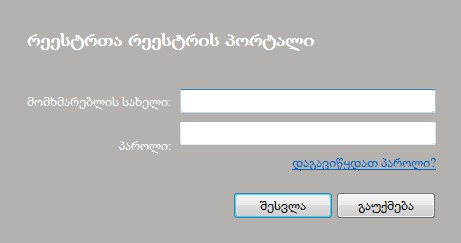 რეესტრთა რეესტრის პორტალი
მომხმარებლის სახელი:
პაროლი:
დაგავიწყდათ პაროლი?
შესვლა
გაუქმება